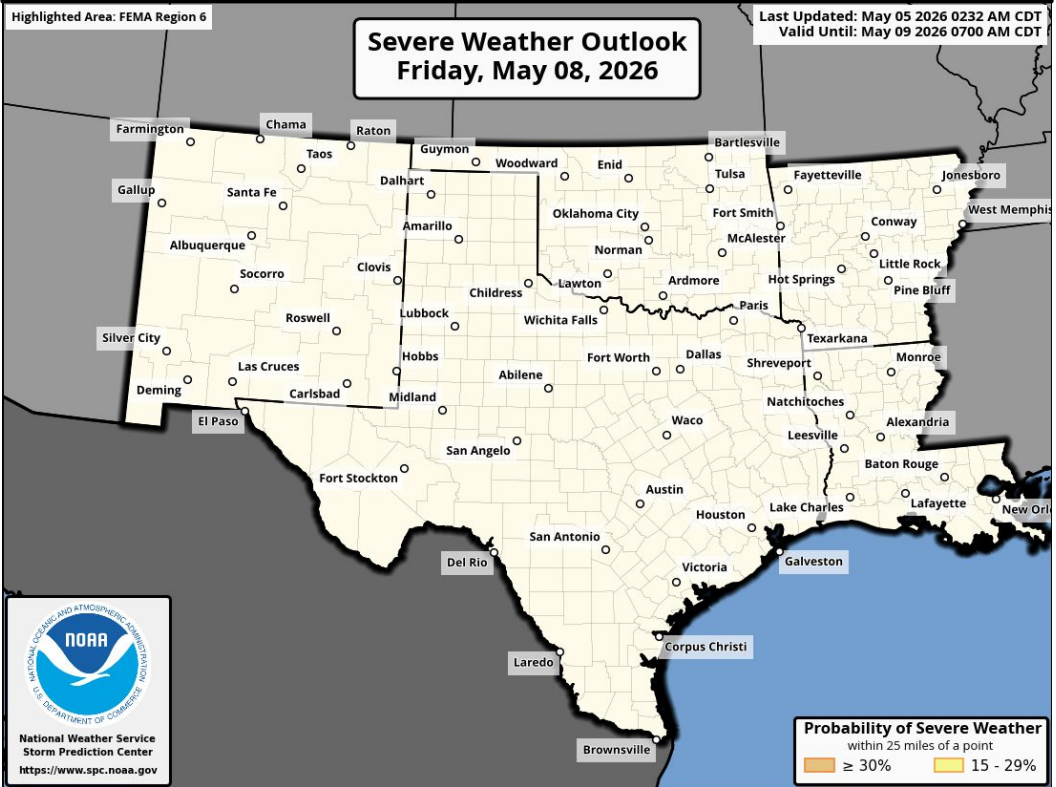 Highlighted Area: FEMA Region 6
Severe Weather Outlook
Friday, May 08, 2026
Last Updated: May 05 2026 0232 AM CDT
Valid Until: May 09 2026 0700 AM CDT
Farmington
Chama
Raton
Taos
Guymon
Woodward
Enid
Bartlesville
Tulsa
Fayetteville
Jonesboro
Gallup
Santa Fe
Dalhart
Oklahoma City
Fort Smith
West Memphis
Albuquerque
Amarillo
Norman
McAlester
Conway
Socorro
Clovis
Childress
Lawton
Ardmore
Hot Springs
Little Rock
Pine Bluff
Roswell
Lubbock
Wichita Falls
Paris
Texarkana
Silver City
Las Cruces
Hobbs
Abilene
Fort Worth
Dallas
Shreveport
Monroe
Deming
Carlsbad
Midland
Natchitoches
El Paso
San Angelo
Waco
Leesville
Alexandria
Fort Stockton
Austin
Houston
Lake Charles
Baton Rouge
Lafayette
New Orl
Del Rio
San Antonio
Victoria
Galveston
Laredo
Corpus Christi
Brownsville
NATIONAL OCEANIC AND ATMOSPHERIC ADMINISTRATION
NOAA
U.S. DEPARTMENT OF COMMERCE
National Weather Service
Storm Prediction Center
https://www.spc.noaa.gov
Probability of Severe Weather
within 25 miles of a point
≥ 30%
15 - 29%